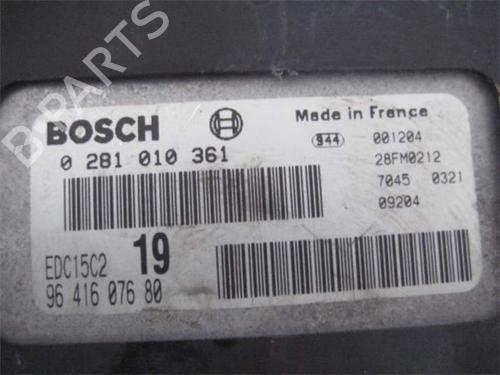 B-PARTS
BOSCH
Made in France
0 281 010 361
944 001204
28FM0212
7045 0321
09204
EDC15C2 19
96 416 076 80